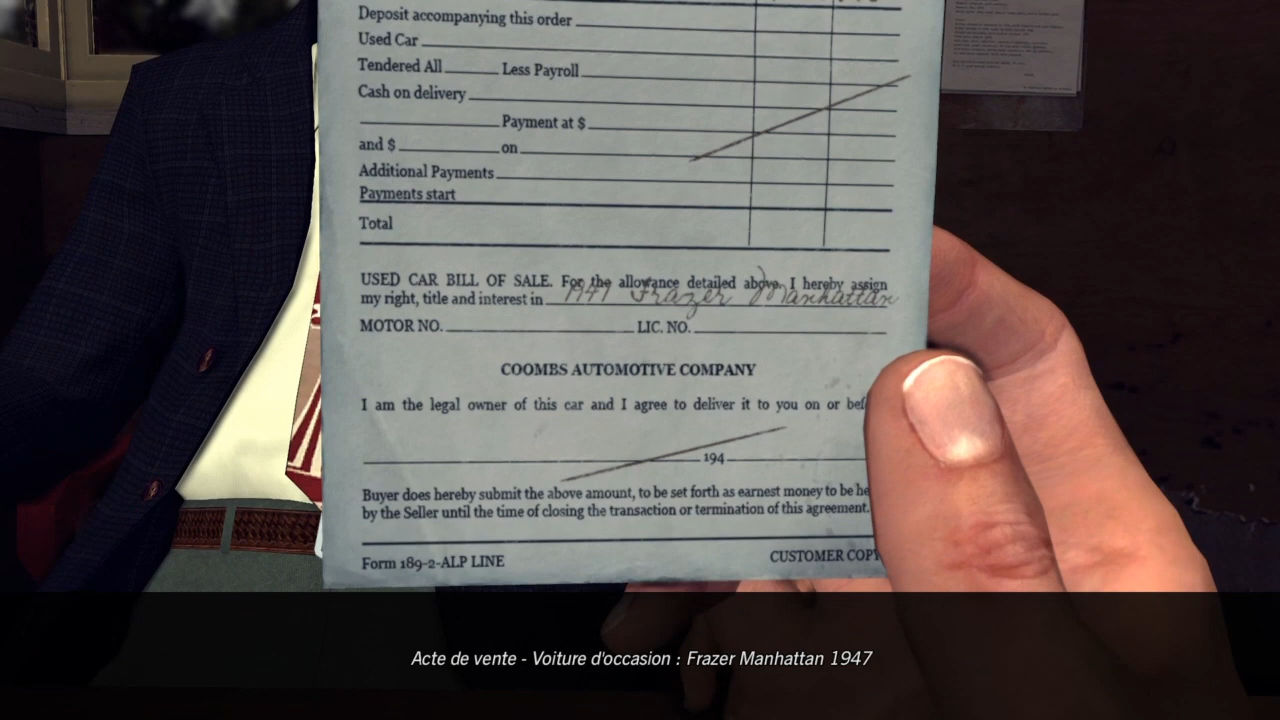 Deposit accompanying this order
Used Car
Tendered All Less Payroll
Cash on delivery
Payment at $
and $ on
Additional Payments
Payments start
Total
USED CAR BILL OF SALE. For the allowance detailed above, I hereby assign
my right, title and interest in 1947 Frazer Manhattan
MOTOR NO. LIC. NO.
COOMBS AUTOMOTIVE COMPANY
I am the legal owner of this car and I agree to deliver it to you on or bef
194
Buyer does hereby submit the above amount, to be set forth as earnest money to be he
by the Seller until the time of closing the transaction or termination of this agreement.
Form 189-2-ALP LINE CUSTOMER COPY
Acte de vente - Voiture d'occasion : Frazer Manhattan 1947